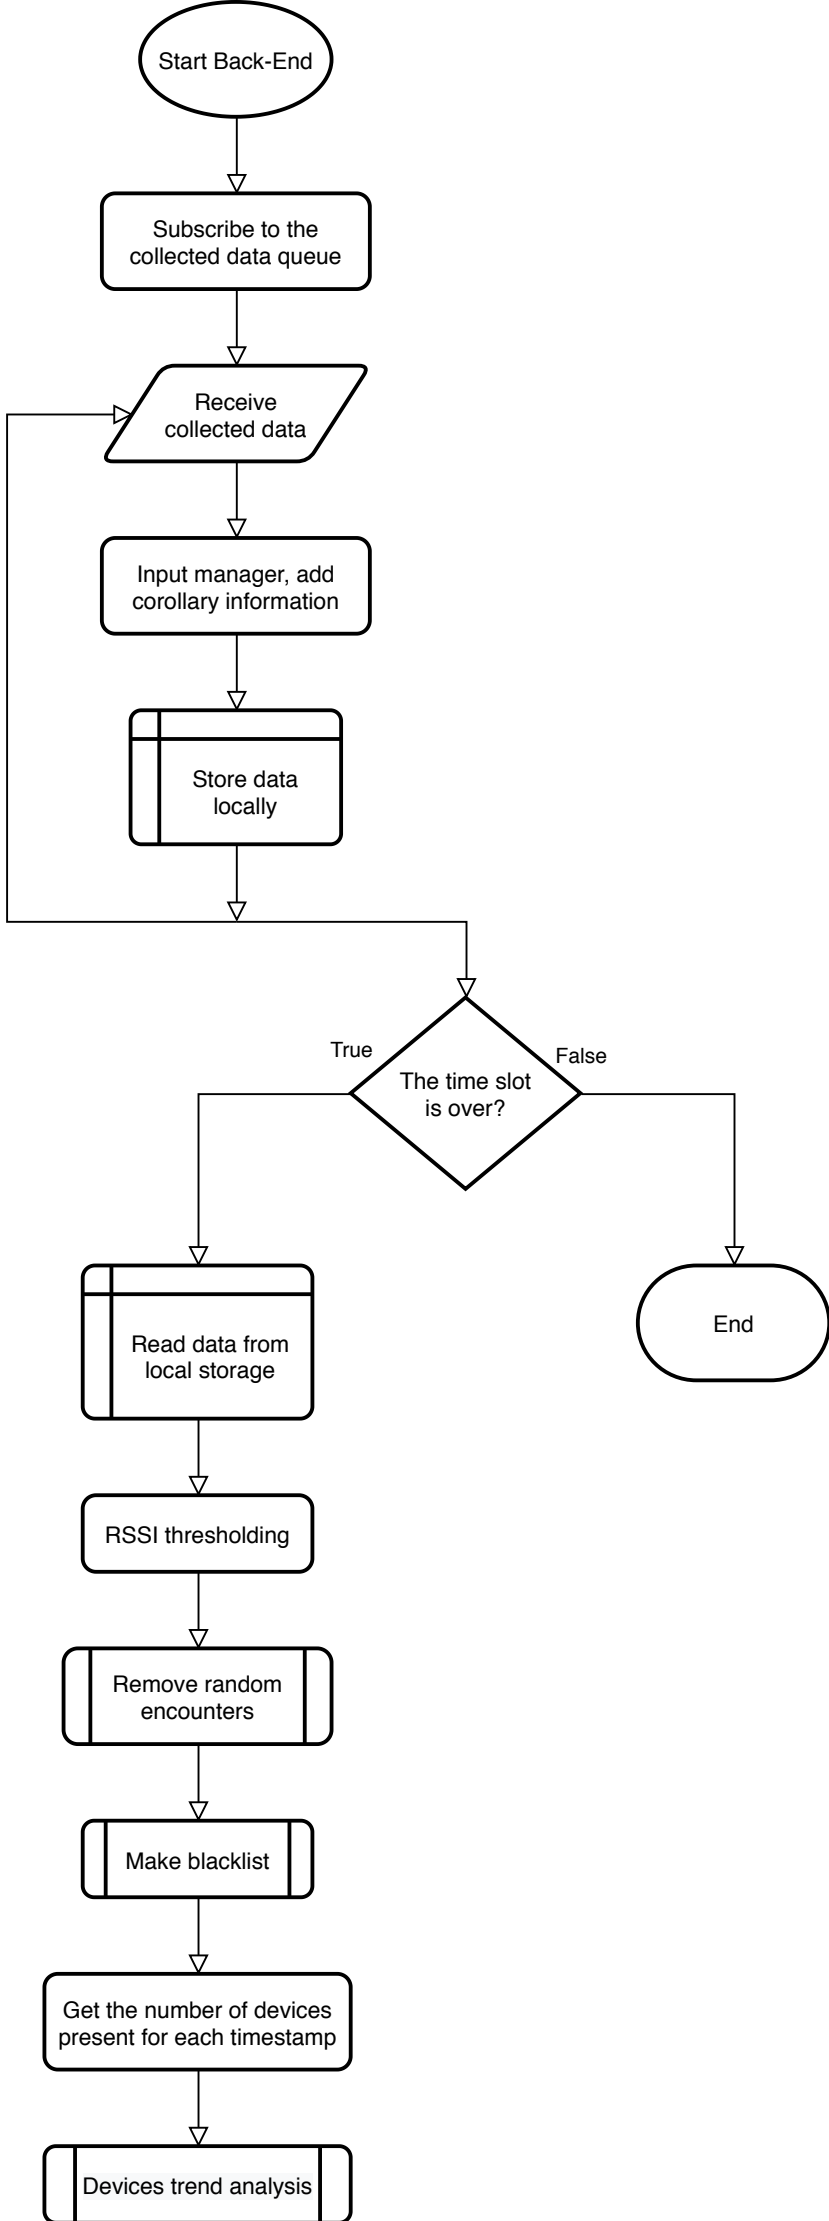 Start Back-End
Subscribe to the
collected data queue
Receive
collected data
Input manager, add
corollary information
Store data
locally
True
False
The time slot
is over?
Read data from
local storage
End
RSSI thresholding
Remove random
encounters
Make blacklist
Get the number of devices
present for each timestamp
Devices trend analysis